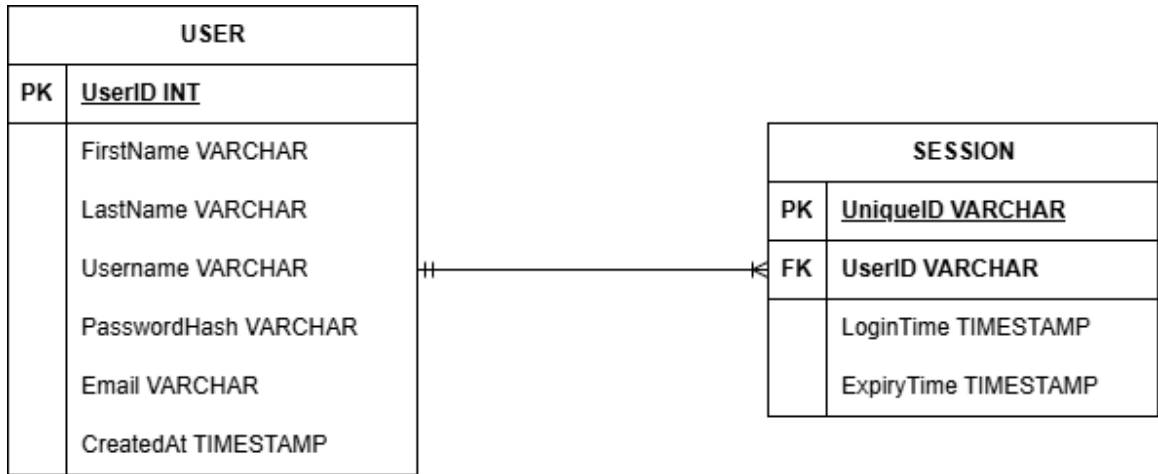 USER
PK UserID INT
FirstName VARCHAR
LastName VARCHAR
Username VARCHAR
PasswordHash VARCHAR
Email VARCHAR
CreatedAt TIMESTAMP
SESSION
PK UniqueID VARCHAR
FK UserID VARCHAR
LoginTime TIMESTAMP
ExpiryTime TIMESTAMP